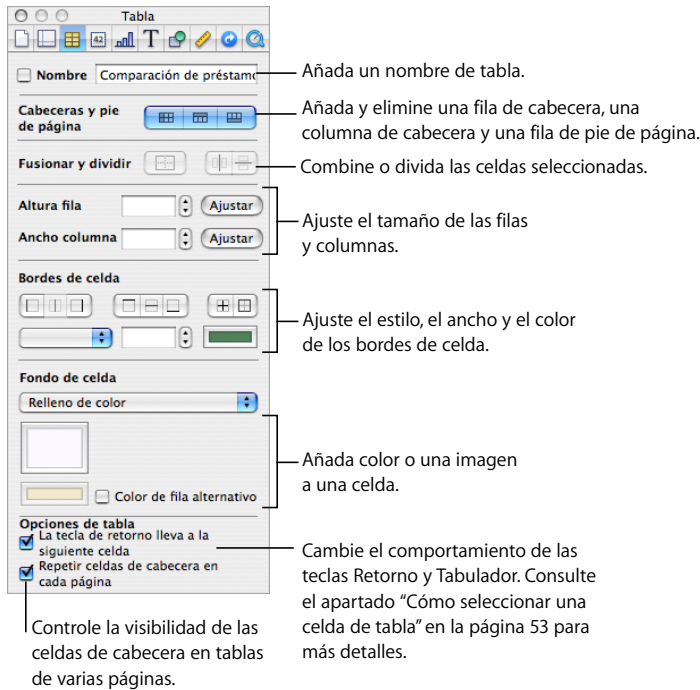 Tabla
42
T
Nombre
Comparación de préstamo
Añada un nombre de tabla.
Cabeceras y pie
de página
Añada y elimine una fila de cabecera, una
columna de cabecera y una fila de pie de página.
Fusionar y dividir
Combine o divida las celdas seleccionadas.
Altura fila
Ajustar
Ancho columna
Ajustar
Ajuste el tamaño de las filas
y columnas.
Bordes de celda
Ajuste el estilo, el ancho y el color
de los bordes de celda.
Fondo de celda
Relleno de color
Color de fila alternativo
Añada color o una imagen
a una celda.
Opciones de tabla
La tecla de retorno lleva a la
siguiente celda
Repetir celdas de cabecera en
cada página
Cambie el comportamiento de las
teclas Retorno y Tabulador. Consulte
el apartado “Cómo seleccionar una
celda de tabla” en la página 53 para
más detalles.
Controle la visibilidad de las
celdas de cabecera en tablas
de varias páginas.